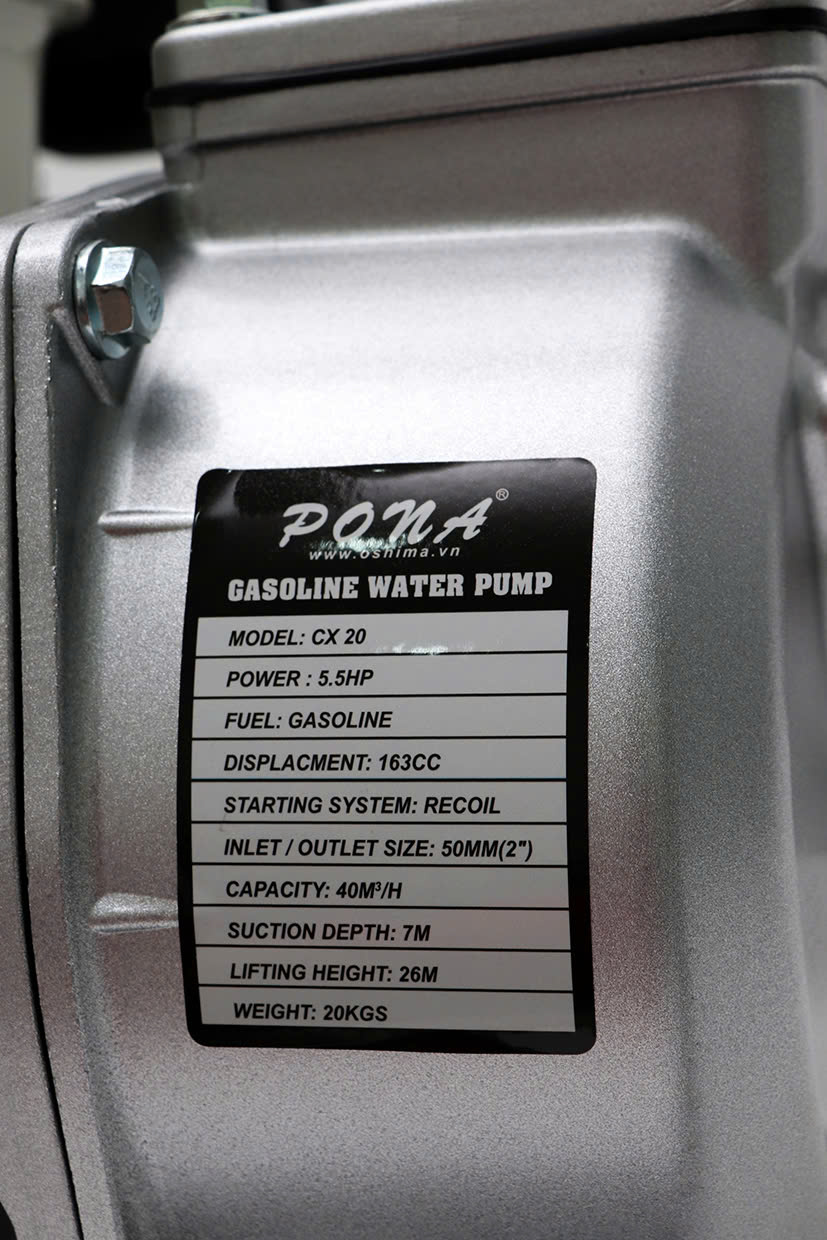 PONA®
www.oshima.vn
GASOLINE WATER PUMP
MODEL: CX 20
POWER : 5.5HP
FUEL: GASOLINE
DISPLACMENT: 163CC
STARTING SYSTEM: RECOIL
INLET / OUTLET SIZE: 50MM(2")
CAPACITY: 40M³/H
SUCTION DEPTH: 7M
LIFTING HEIGHT: 26M
WEIGHT: 20KGS